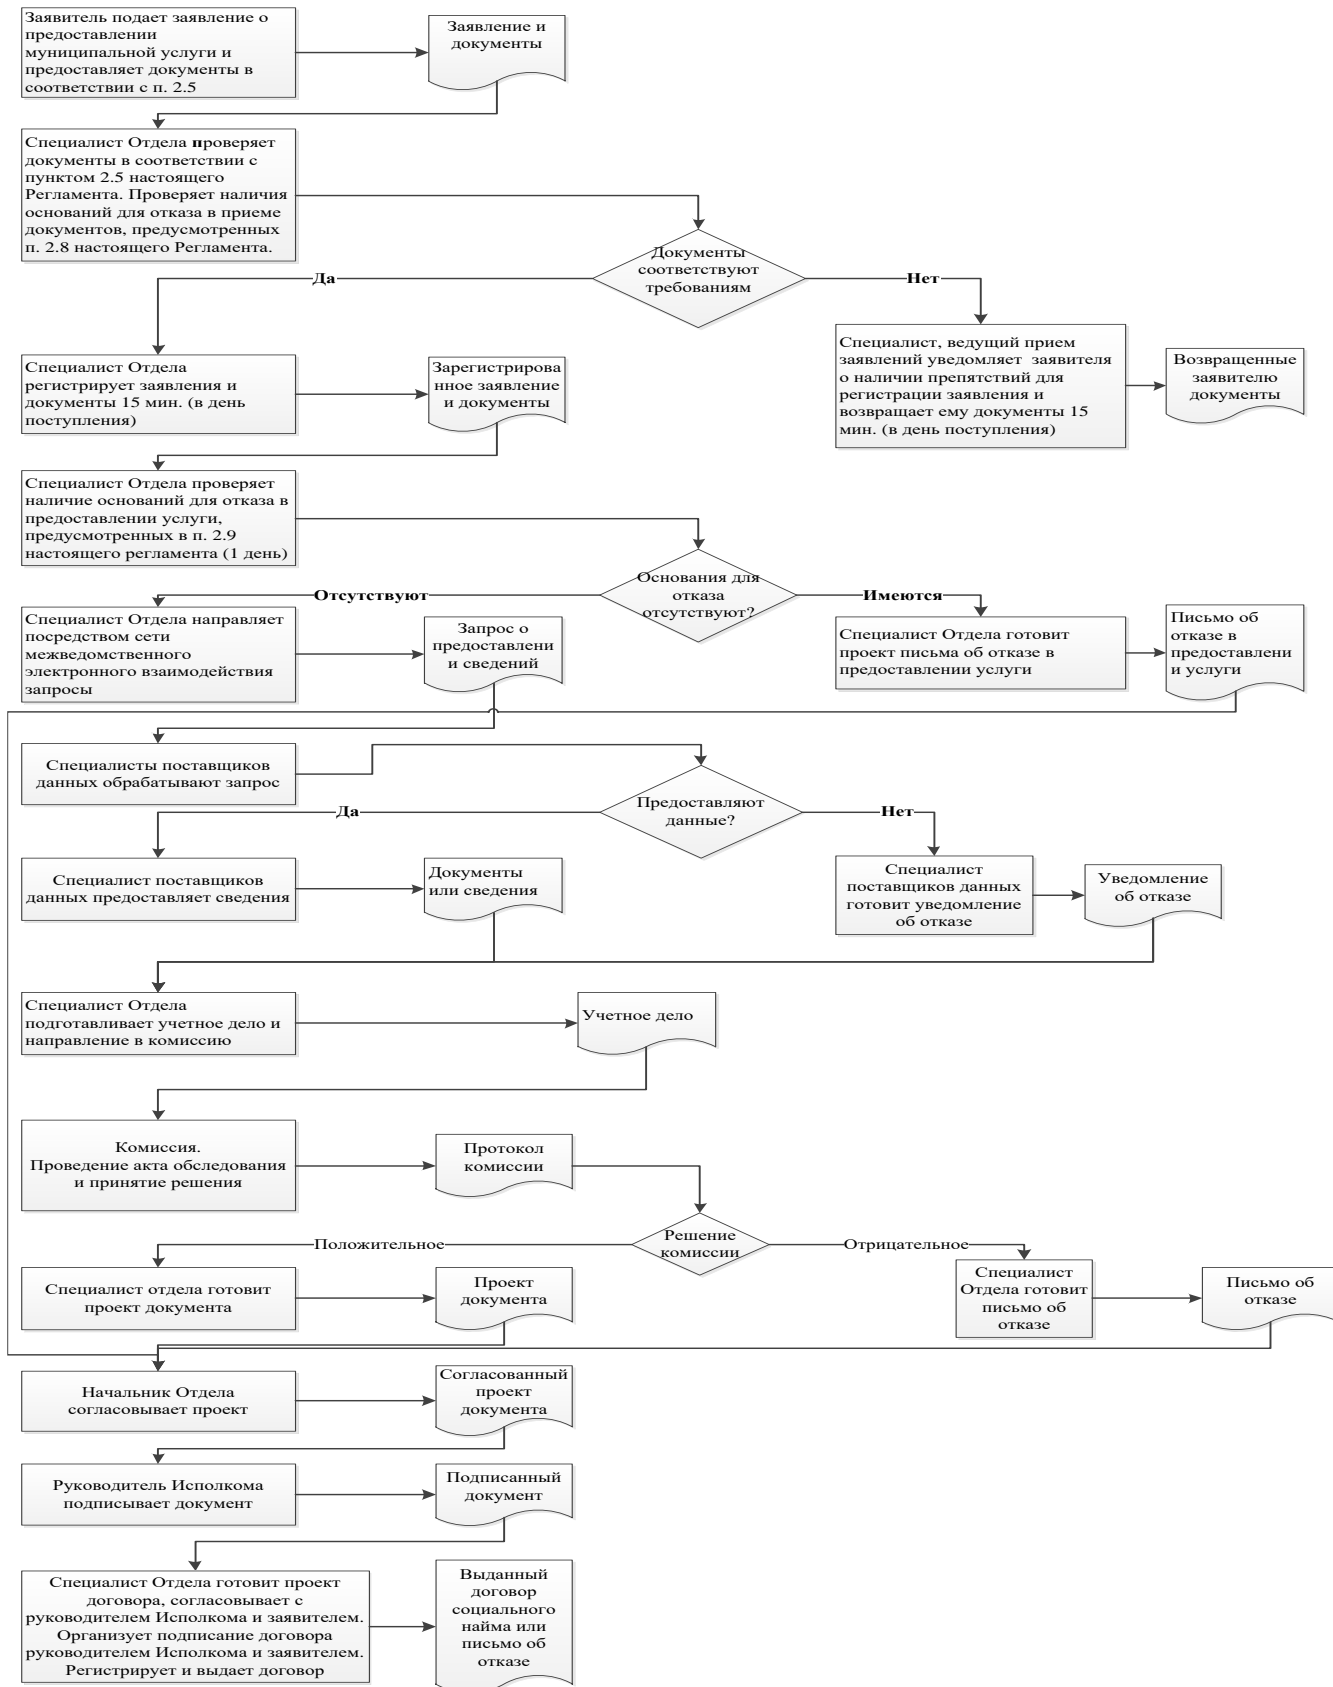 Заявитель подает заявление о
предоставлении
муниципальной услуги и
предоставляет документы в
соответствии с п. 2.5
Заявление и
документы
Специалист Отдела проверяет
документы в соответствии с
пунктом 2.5 настоящего
Регламента. Проверяет наличия
оснований для отказа в приеме
документов, предусмотренных
п. 2.8 настоящего Регламента.
Документы
соответствуют
требованиям
Да
Нет
Специалист Отдела
регистрирует заявления и
документы 15 мин. (в день
поступления)
Зарегистрирова
нное заявление
и документы
Специалист, ведущий прием
заявлений уведомляет заявителя
о наличии препятствий для
регистрации заявления и
возвращает ему документы 15
мин. (в день поступления)
Возвращенные
заявителю
документы
Специалист Отдела проверяет
наличие оснований для отказа в
предоставлении услуги,
предусмотренных в п. 2.9
настоящего регламента (1 день)
Основания для
отказа
отсутствуют?
Отсутствуют
Имеются
Специалист Отдела направляет
посредством сети
межведомственного
электронного взаимодействия
запросы
Запрос о
предоставлени
и сведений
Специалист Отдела готовит
проект письма об отказе в
предоставлении услуги
Письмо об
отказе в
предоставлени
и услуги
Специалисты поставщиков
данных обрабатывают запрос
Предоставляют
данные?
Да
Нет
Специалист поставщиков
данных предоставляет сведения
Документы
или сведения
Специалист
поставщиков данных
готовит уведомление
об отказе
Уведомление
об отказе
Специалист Отдела
подготавливает учетное дело и
направление в комиссию
Учетное дело
Комиссия.
Проведение акта обследования
и принятие решения
Протокол
комиссии
Решение
комиссии
Положительное
Отрицательное
Специалист отдела готовит
проект документа
Проект
документа
Специалист
Отдела готовит
письмо об
отказе
Письмо об
отказе
Начальник Отдела
согласовывает проект
Согласованный
проект
документа
Руководитель Исполкома
подписывает документ
Подписанный
документ
Специалист Отдела готовит проект
договора, согласовывает с
руководителем Исполкома и заявителем.
Организует подписание договора
руководителем Исполкома и заявителем.
Регистрирует и выдает договор
Выданный
договор
социального
найма или
письмо об
отказе